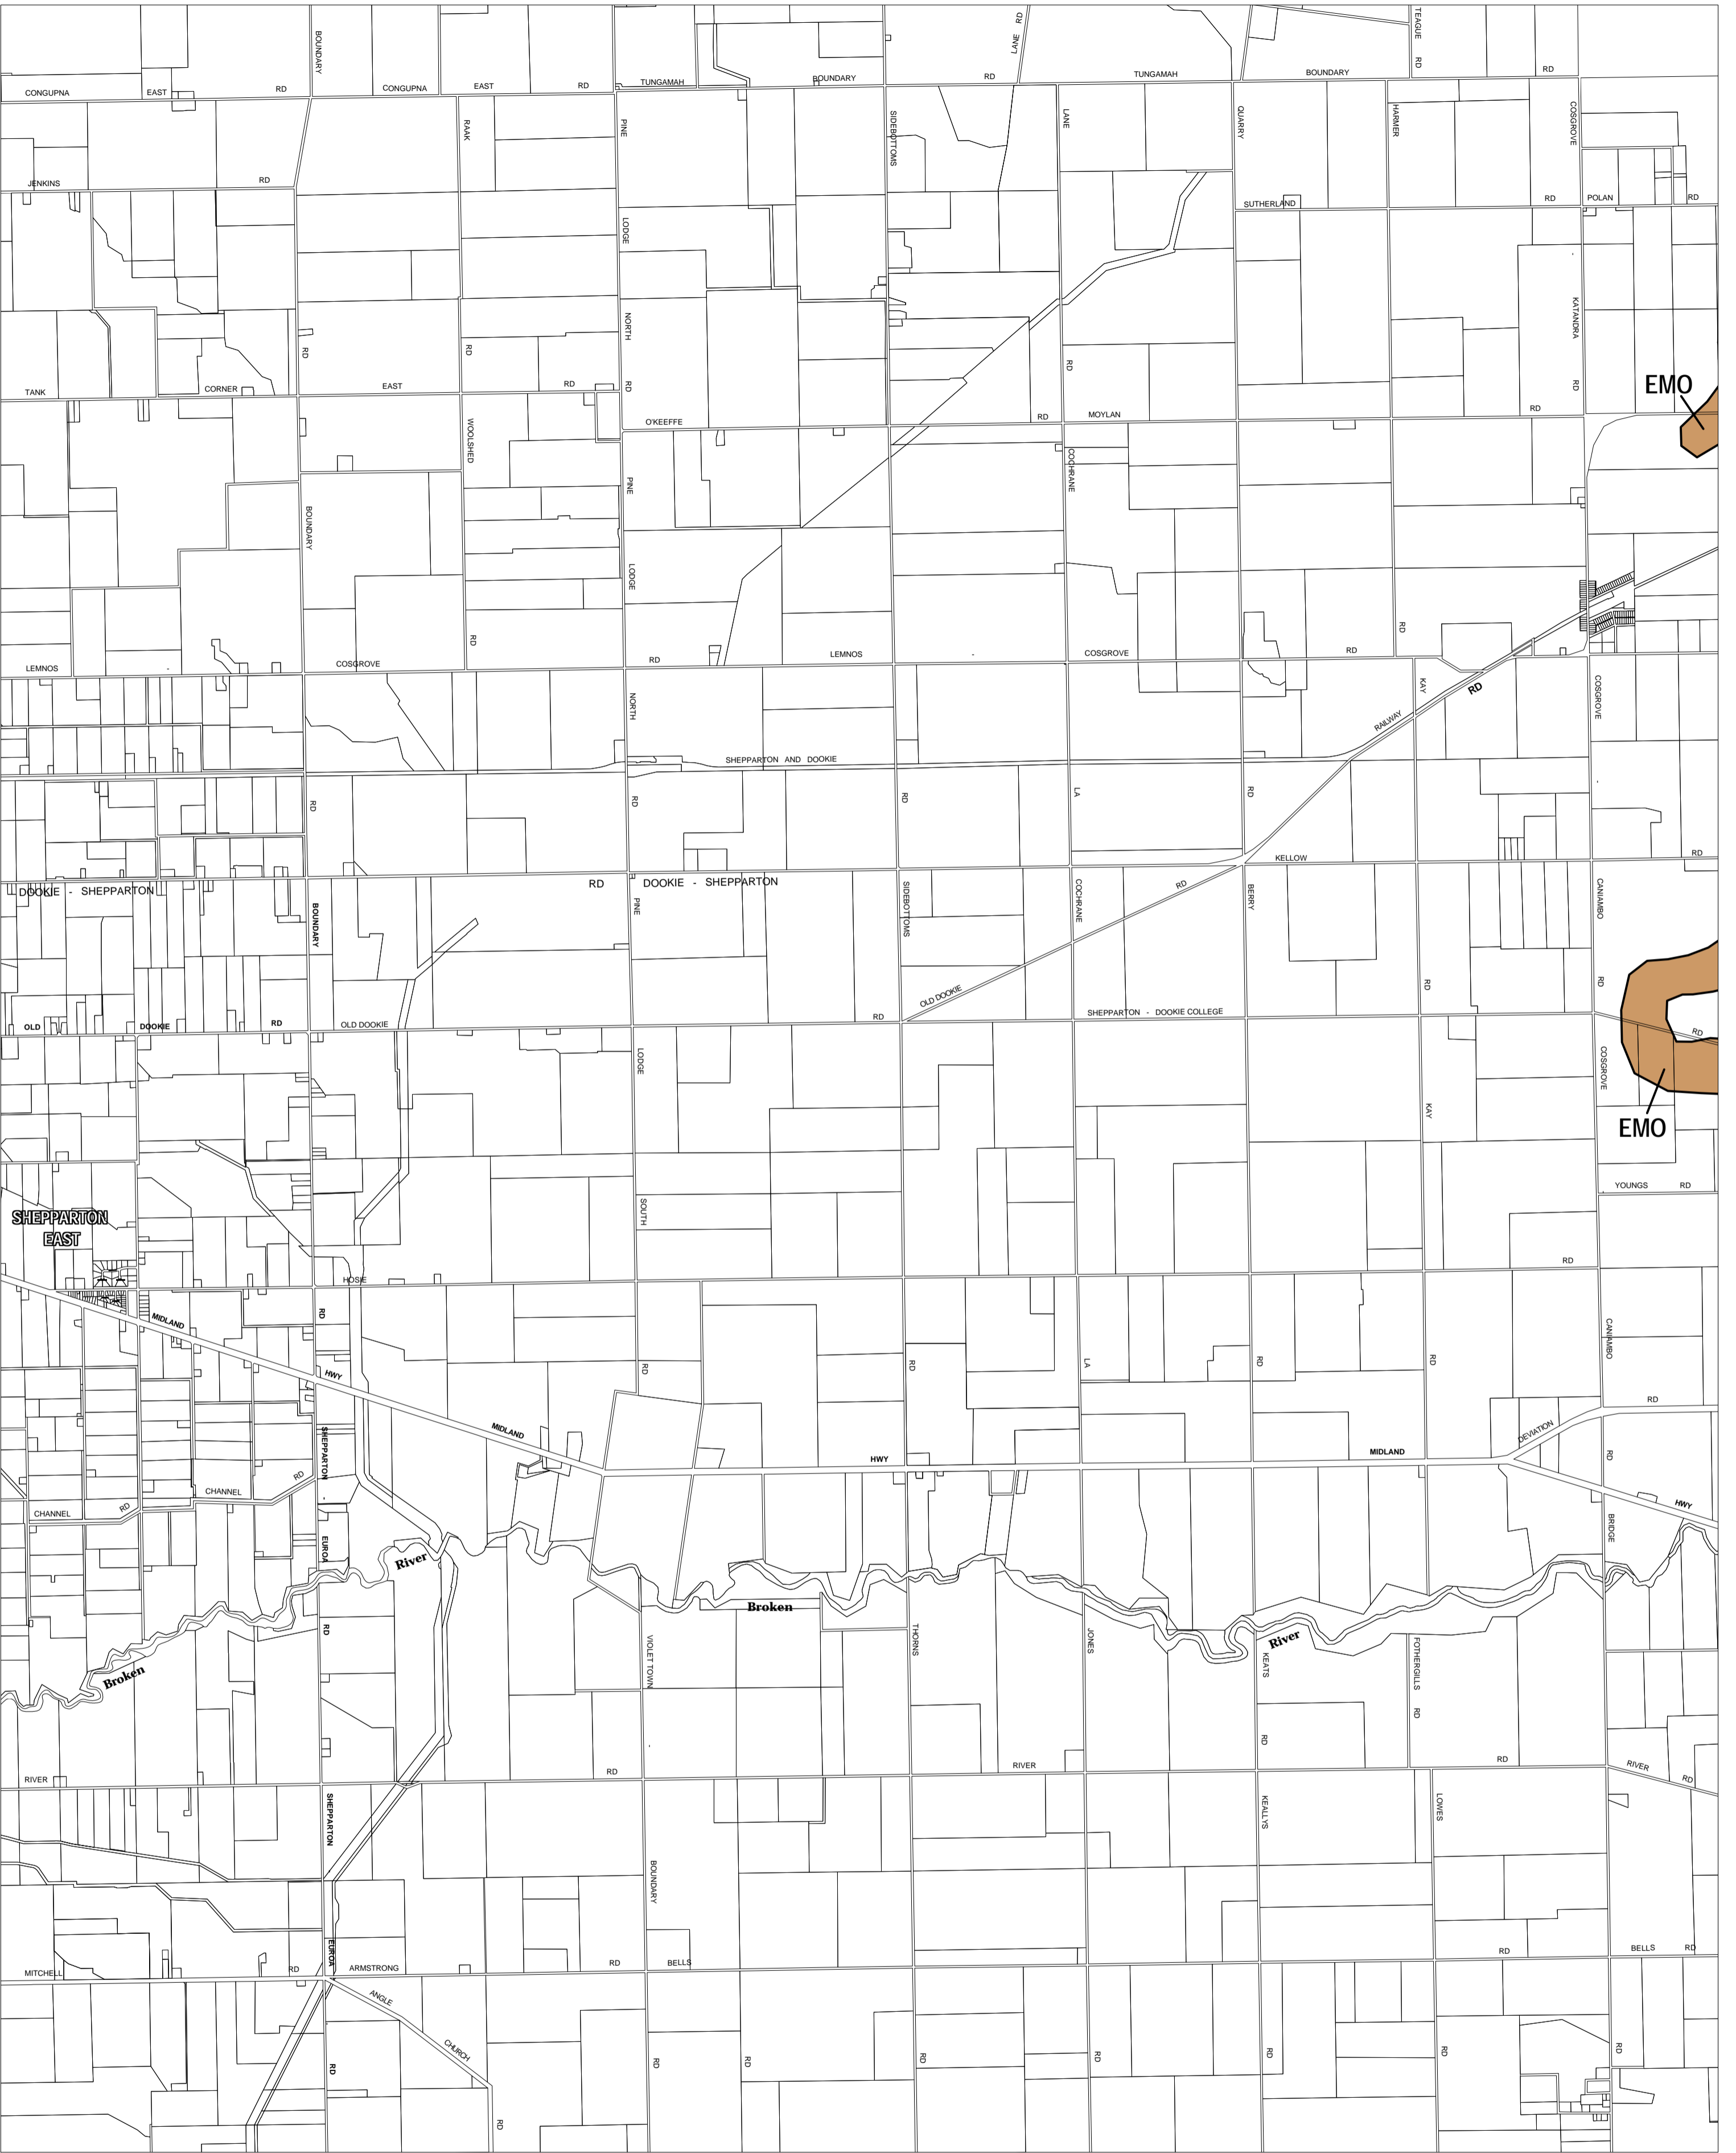 BOUNDARY
LANE RD
TEAGUE RD
CONGUPNA EAST RD
CONGUPNA EAST RD
TUNGAMAH BOUNDARY RD
TUNGAMAH BOUNDARY RD
RAAK
PINE
SIDEBOTTOMS
LANE
QUARRY
HARMER
COSGROVE
JENKINS RD
SUTHERLAND RD
POLAN RD
LODGE
NORTH
KATANDRA
RD
RD
RD
RD
RD
TANK CORNER EAST RD
EMO
O'KEEFFE RD
MOYLAN RD
WOOLSHED
PINE
COCHRANE
BOUNDARY
LODGE
RD
RD
LEMNOS COSGROVE RD
LEMNOS COSGROVE RD
NORTH
KAY
RD
COSGROVE
RAILWAY
SHEPPARTON AND DOOKIE
RD
RD
RD
LA
RD
KELLOW RD
DOOKIE - SHEPPARTON RD
DOOKIE - SHEPPARTON
BOUNDARY
PINE
SIDEBOTTOMS
COCHRANE
RD
BERRY
CANIAMBO
RD
RD
OLD DOOKIE
OLD DOOKIE RD
OLD DOOKIE RD
SHEPPARTON - DOOKIE COLLEGE
RD
LODGE
COSGROVE
KAY
EMO
YOUNGS RD
SHEPPARTON
EAST
SOUTH
HOSIE RD
MIDLAND HWY
RD
RD
RD
LA
RD
RD
CANIAMBO
RD
DEVIATION
MIDLAND HWY
MIDLAND
RD
HWY
SHEPPARTON -
EUROA
CHANNEL RD
CHANNEL RD
BRIDGE
River
Broken
River
Broken
RD
VIOLET TOWN
THORNS
JONES
KEATS
RD
FOTHERGILLS RD
RIVER RD
RIVER RD
RIVER RD
SHEPPARTON
BOUNDARY
KEALLYS
LOWES
EUROA
MITCHELL RD
ARMSTRONG RD
BELLS RD
BELLS RD
ANGLE
CHURCH
RD
RD
RD
RD
RD
RD
RD
RD
RD